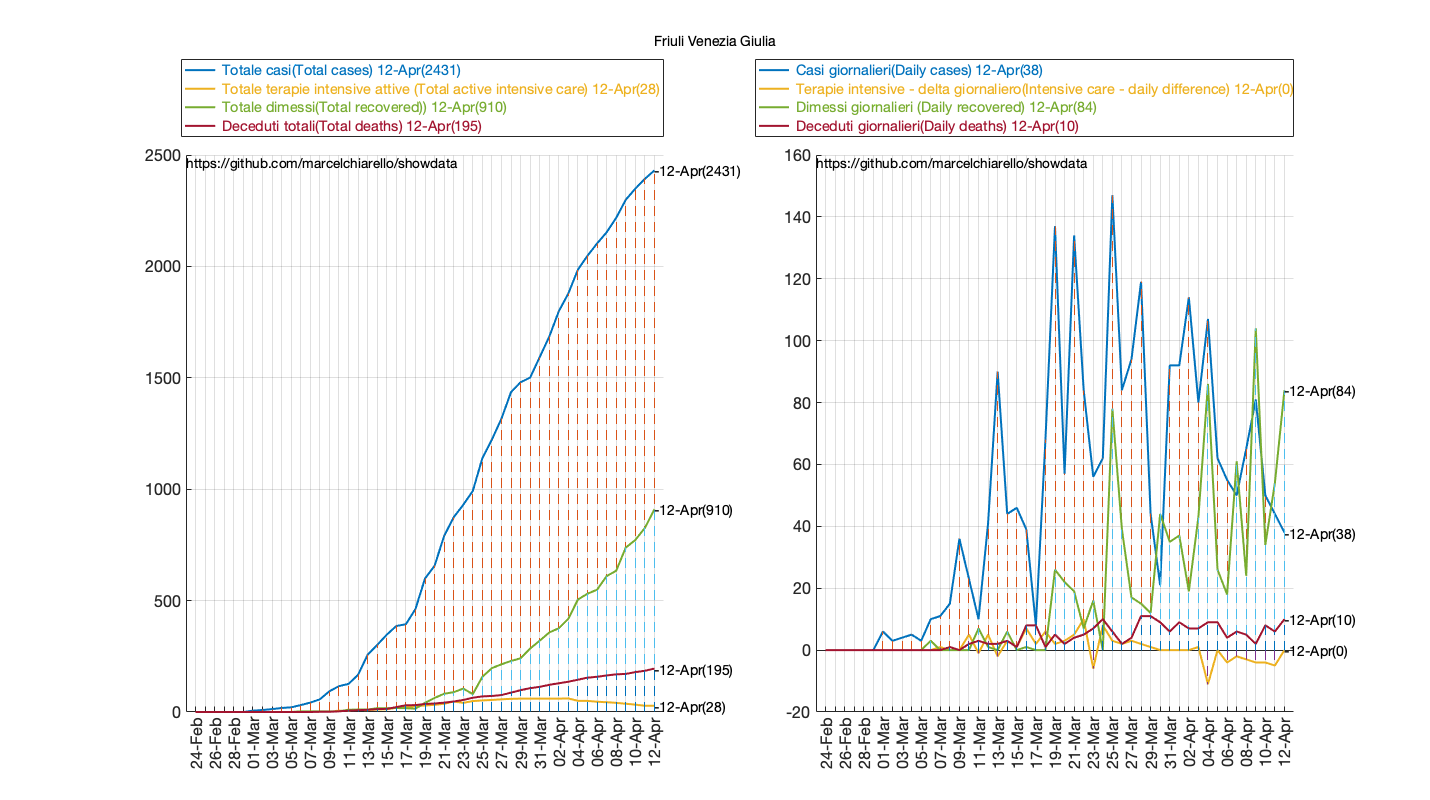 Friuli Venezia Giulia
Totale casi(Total cases) 12-Apr(2431)
Totale terapie intensive attive (Total active intensive care) 12-Apr(28)
Totale dimessi(Total recovered)) 12-Apr(910)
Deceduti totali(Total deaths) 12-Apr(195)
https://github.com/marcelchiarello/showdata
2500
2000
1500
1000
500
0
12-Apr(2431)
12-Apr(910)
12-Apr(195)
12-Apr(28)
24-Feb
26-Feb
28-Feb
01-Mar
03-Mar
05-Mar
07-Mar
09-Mar
11-Mar
13-Mar
15-Mar
17-Mar
19-Mar
21-Mar
23-Mar
25-Mar
27-Mar
29-Mar
31-Mar
02-Apr
04-Apr
06-Apr
08-Apr
10-Apr
12-Apr
Casi giornalieri(Daily cases) 12-Apr(38)
Terapie intensive - delta giornaliero(Intensive care - daily difference) 12-Apr(0)
Dimessi giornalieri (Daily recovered) 12-Apr(84)
Deceduti giornalieri(Daily deaths) 12-Apr(10)
https://github.com/marcelchiarello/showdata
160
140
120
100
80
60
40
20
0
-20
12-Apr(84)
12-Apr(38)
12-Apr(10)
12-Apr(0)
24-Feb
26-Feb
28-Feb
01-Mar
03-Mar
05-Mar
07-Mar
09-Mar
11-Mar
13-Mar
15-Mar
17-Mar
19-Mar
21-Mar
23-Mar
25-Mar
27-Mar
29-Mar
31-Mar
02-Apr
04-Apr
06-Apr
08-Apr
10-Apr
12-Apr